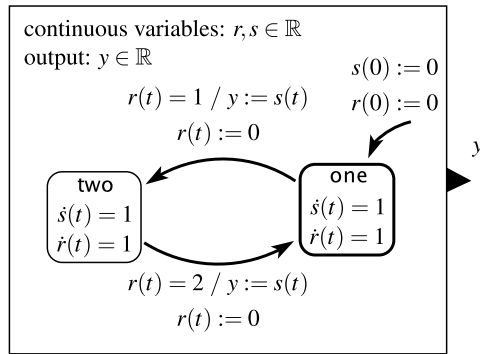 continuous variables: r, s ∈ ℝ
output: y ∈ ℝ
s(0) := 0
r(0) := 0
r(t) = 1 / y := s(t)
r(t) := 0
y
two
ṡ(t) = 1
ṙ(t) = 1
one
ṡ(t) = 1
ṙ(t) = 1
r(t) = 2 / y := s(t)
r(t) := 0